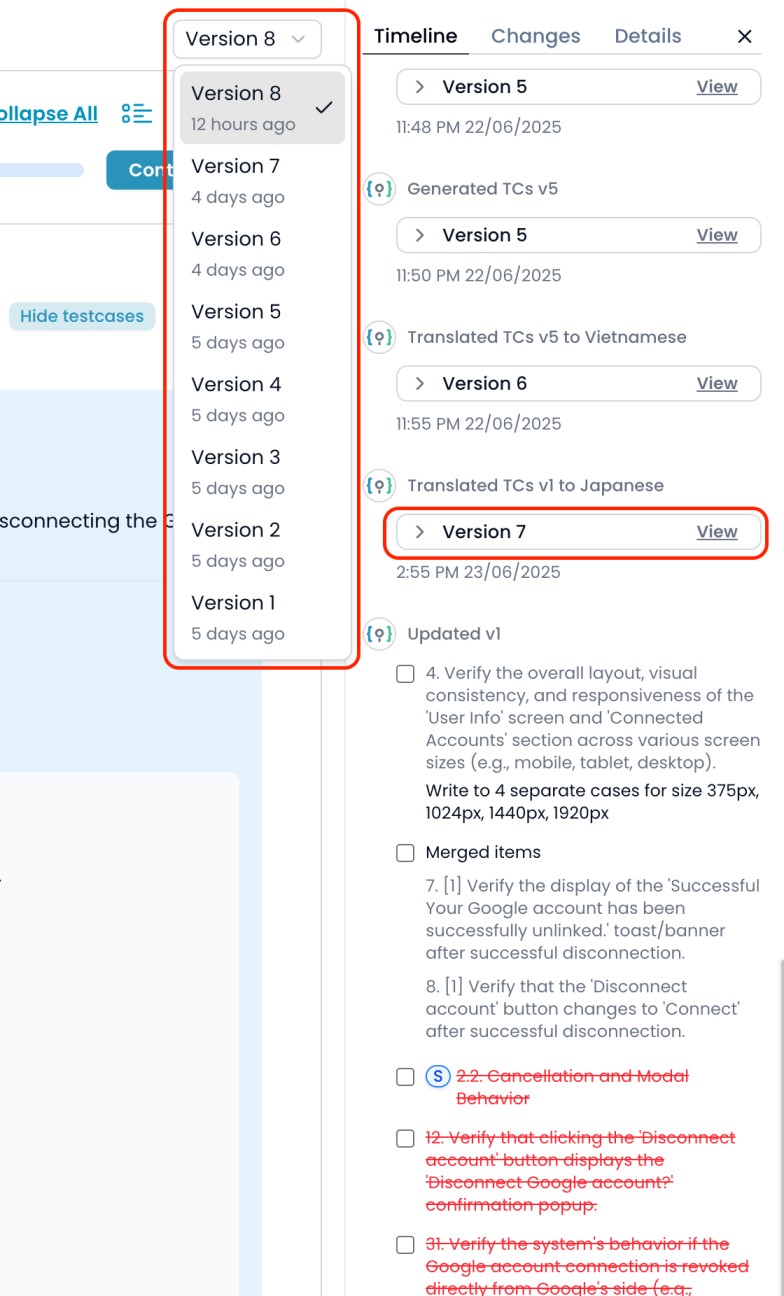 Version 8
Timeline
Changes
Details
Version 8
12 hours ago
Version 7
4 days ago
Version 6
4 days ago
Version 5
5 days ago
Version 4
5 days ago
Version 3
5 days ago
Version 2
5 days ago
Version 1
5 days ago
ollapse All
Cont
Hide testcases
sconnecting the G
Version 5
View
11:48 PM 22/06/2025
Generated TCs v5
Version 5
View
11:50 PM 22/06/2025
Translated TCs v5 to Vietnamese
Version 6
View
11:55 PM 22/06/2025
Translated TCs v1 to Japanese
Version 7
View
2:55 PM 23/06/2025
Updated v1
4. Verify the overall layout, visual
consistency, and responsiveness of the
'User Info' screen and 'Connected
Accounts' section across various screen
sizes (e.g., mobile, tablet, desktop).
Write to 4 separate cases for size 375px,
1024px, 1440px, 1920px
Merged items
7. [1] Verify the display of the 'Successful
Your Google account has been
successfully unlinked.' toast/banner
after successful disconnection.
8. [1] Verify that the 'Disconnect
account' button changes to 'Connect'
after successful disconnection.
S 2.2. Cancellation and Modal
Behavior
12. Verify that clicking the 'Disconnect
account' button displays the
'Disconnect Google account?'
confirmation popup.
31. Verify the system's behavior if the
Google account connection is revoked
directly from Google's side (e.g.,